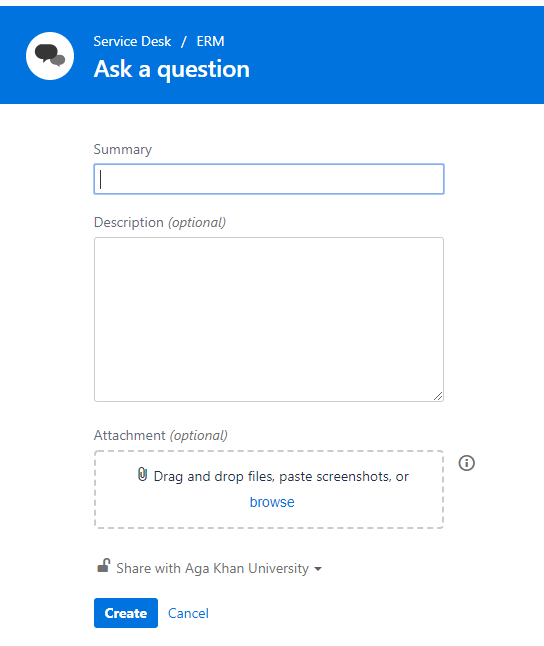 Service Desk / ERM
Ask a question
Summary
Description (optional)
Attachment (optional)
Drag and drop files, paste screenshots, or
browse
Share with Aga Khan University
Create Cancel